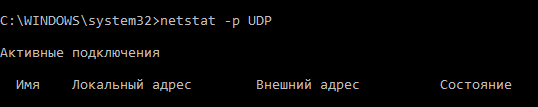 C:\WINDOWS\system32>netstat -p UDP
Активные подключения
Имя Локальный адрес Внешний адрес Состояние